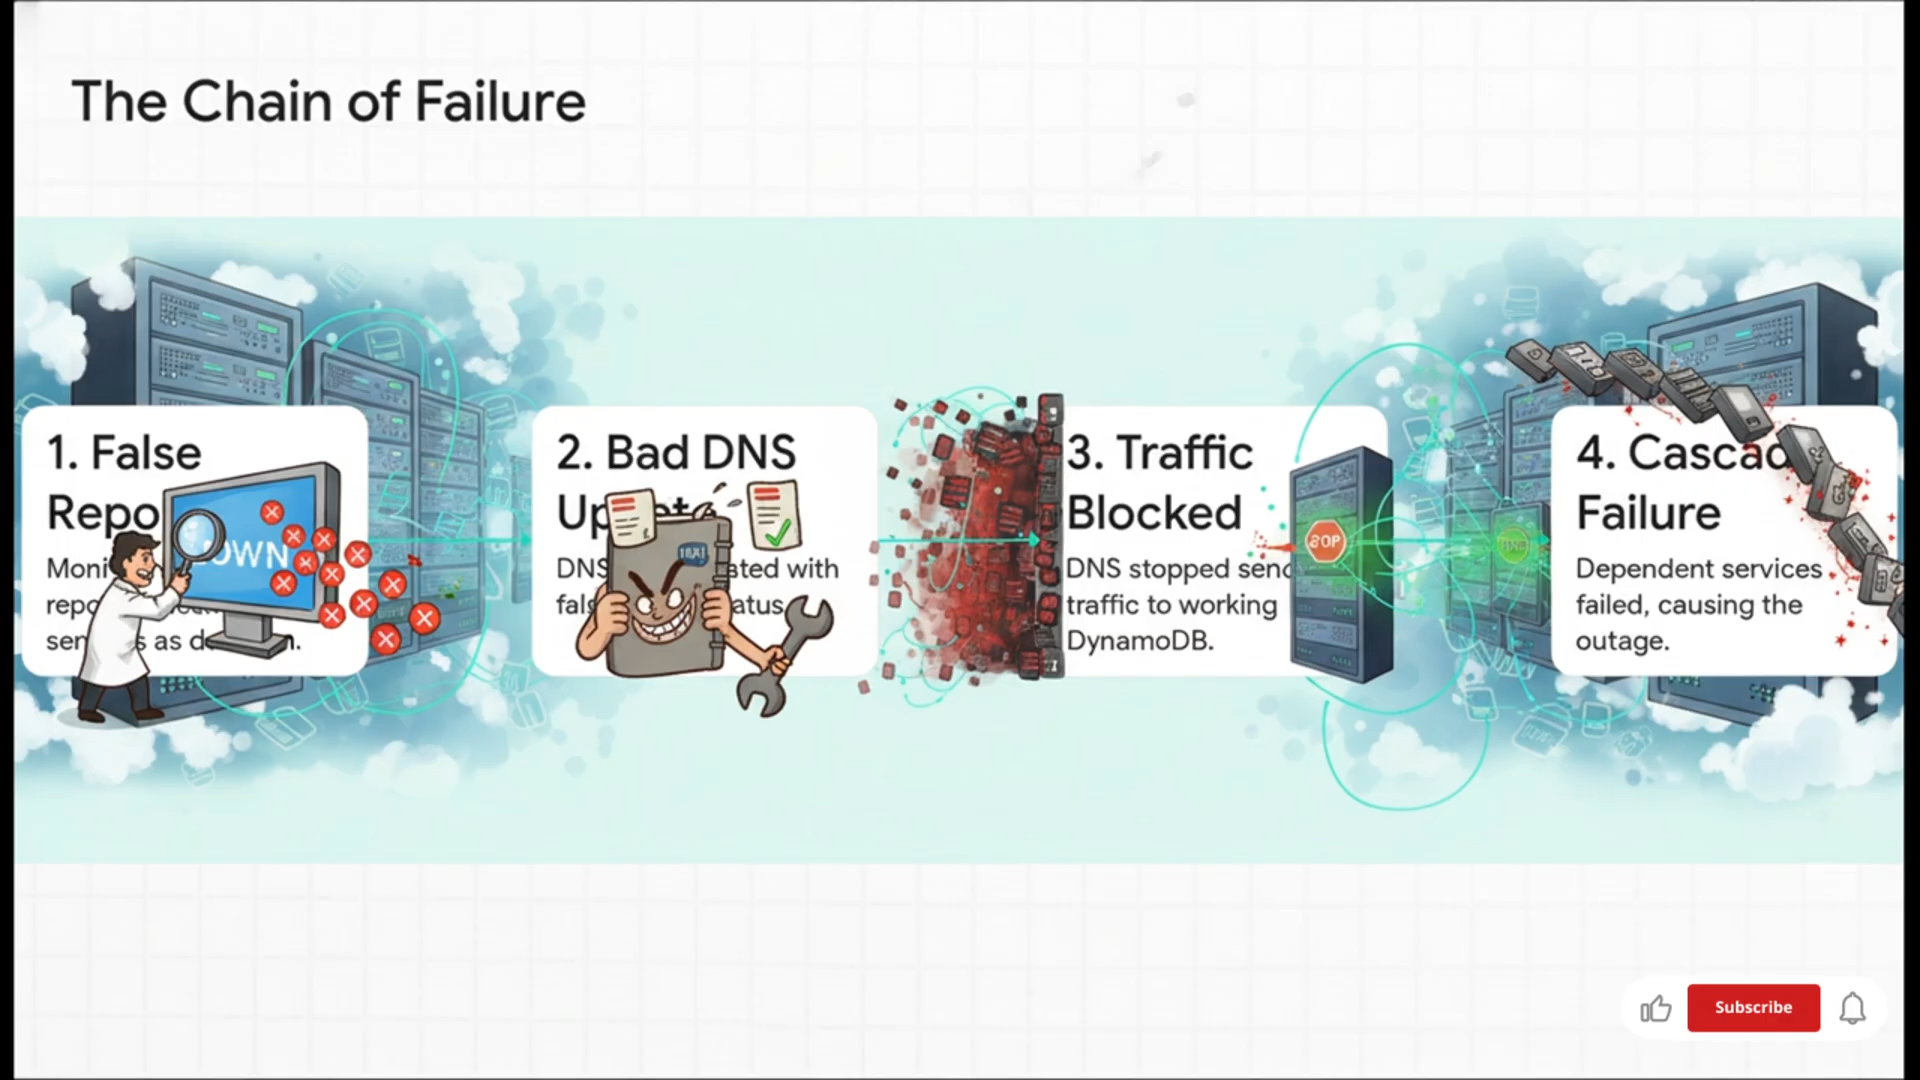 The Chain of Failure
1. False
Repo
Moni
repo
s as d n.
OWN
2. Bad DNS
Up
DNS ated with
fals atus
3. Traffic
Blocked
DNS stopped send
traffic to working
DynamoDB.
4. Cascad
Failure
Dependent services
failed, causing the
outage.
Subscribe